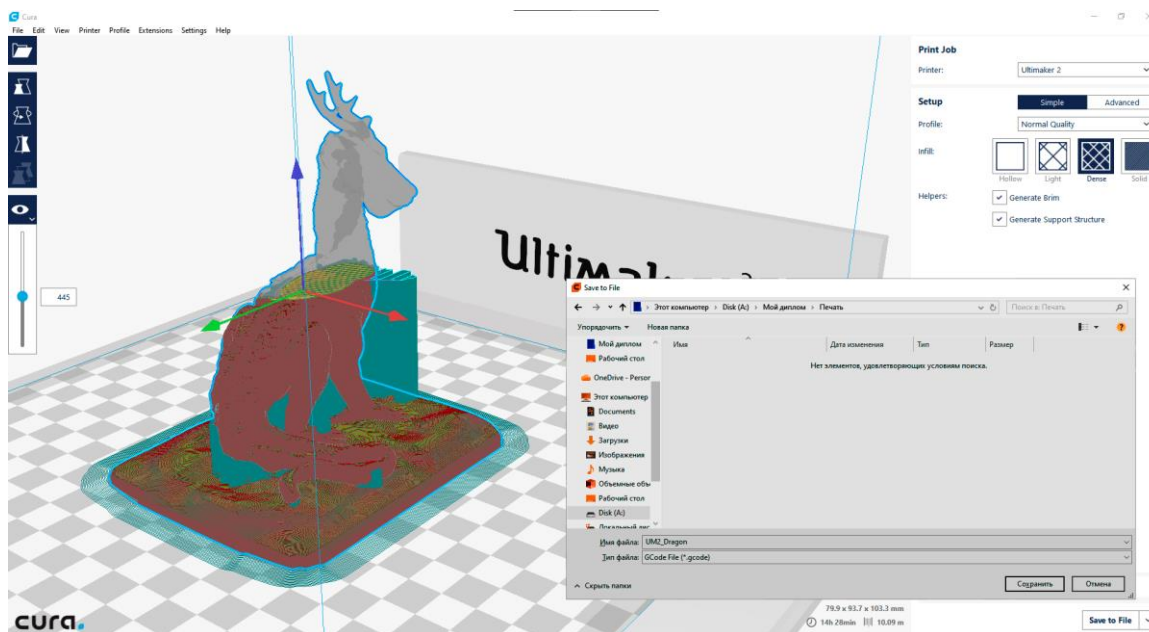 Cura
File Edit View Printer Profile Extensions Settings Help
Print Job
Printer: Ultimaker 2
Setup Simple Advanced
Profile: Normal Quality
Infill:
Hollow Light Dense Solid
Helpers: Generate Brim
Generate Support Structure
445
Save to File
Этот компьютер › Disk (A:) › Мой диплом › Печать
Поиск в: Печать
Упорядочить Новая папка
Имя Дата изменения Тип Размер
Нет элементов, удовлетворяющих условиям поиска.
Мой диплом
Рабочий стол
OneDrive - Person
Этот компьютер
Documents
Видео
Загрузки
Изображения
Музыка
Объемные объ
Рабочий стол
Disk (A:)
Имя файла: UM2_Dragon
Тип файла: GCode File (*.gcode)
Скрыть папки
Сохранить Отмена
79.9 x 93.7 x 103.3 mm
14h 28min 10.09 m
Save to File
cura.